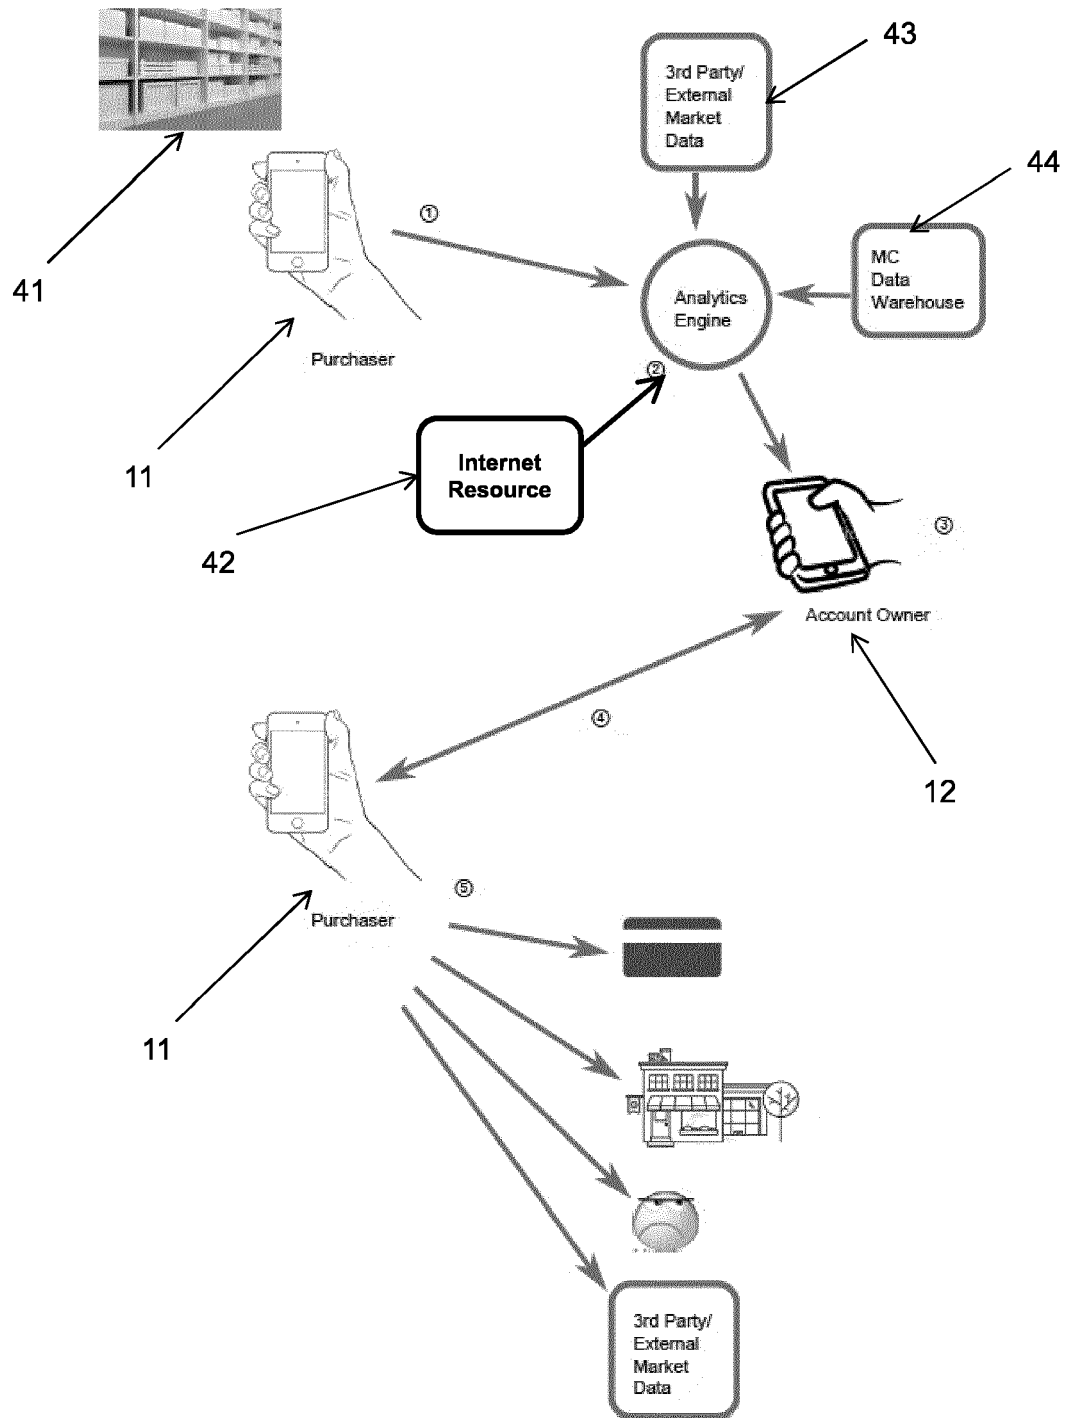 43
3rd Party/
External
Market
Data
44
①
MC
Data
Warehouse
41
Analytics
Engine
Purchaser
②
11
Internet
Resource
42
③
Account Owner
④
12
⑤
Purchaser
11
3rd Party/
External
Market
Data